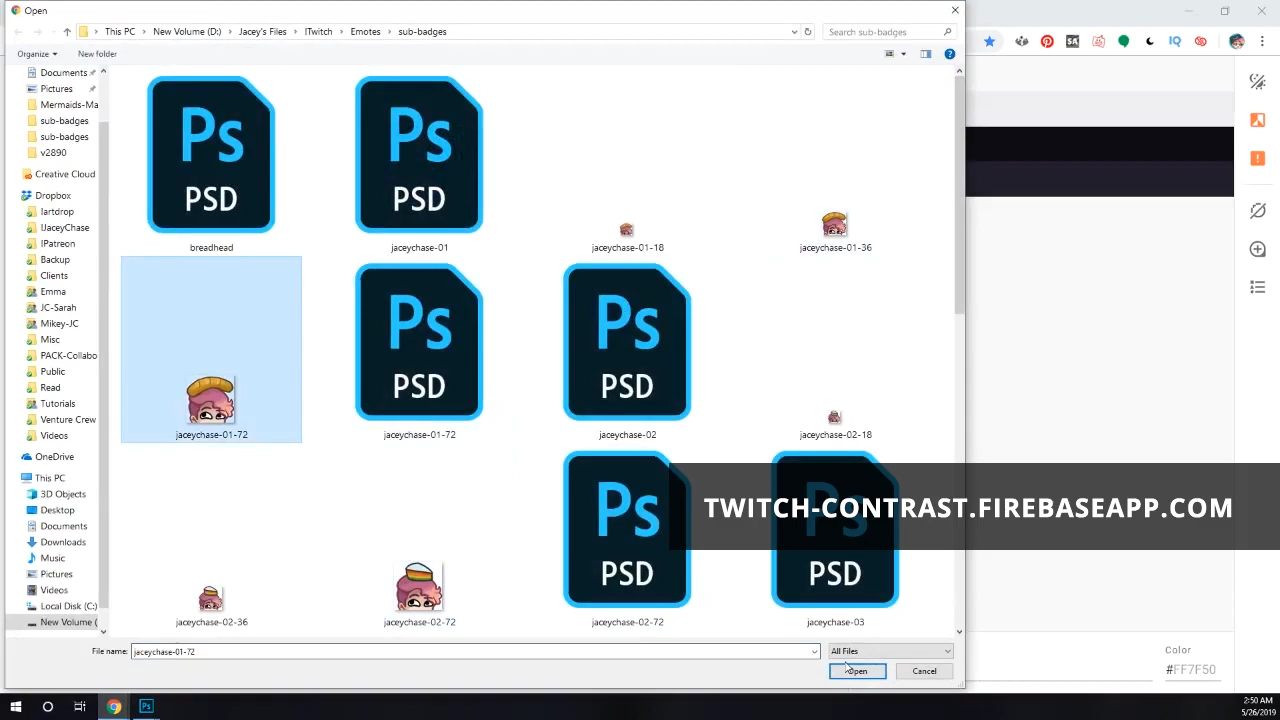 Open
This PC > New Volume (D:) > Jacey's Files > !Twitch > Emotes > sub-badges
Search sub-badges
Organize
New folder
Documents
Pictures
Mermaids-Ma
sub-badges
sub-badges
v2890
Creative Cloud
Dropbox
!artdrop
!JaceyChase
!Patreon
Backup
Clients
Emma
JC-Sarah
Mikey-JC
Misc
PACK-Collabo
Public
Read
Tutorials
Venture Crew
Videos
OneDrive
This PC
3D Objects
Desktop
Documents
Downloads
Music
Pictures
Videos
Local Disk (C:)
New Volume (
Ps
PSD
breadhead
Ps
PSD
jaceychase-01
jaceychase-01-18
jaceychase-01-36
jaceychase-01-72
Ps
PSD
jaceychase-01-72
Ps
PSD
jaceychase-02
jaceychase-02-18
jaceychase-02-36
jaceychase-02-72
Ps
PSD
jaceychase-02-72
Ps
PSD
jaceychase-03
TWITCH-CONTRAST.FIREBASEAPP.COM
File name:
jaceychase-01-72
All Files
Open
Cancel
SA
IQ
Color
#FF7F50
Ps
2:50 AM
5/26/2019